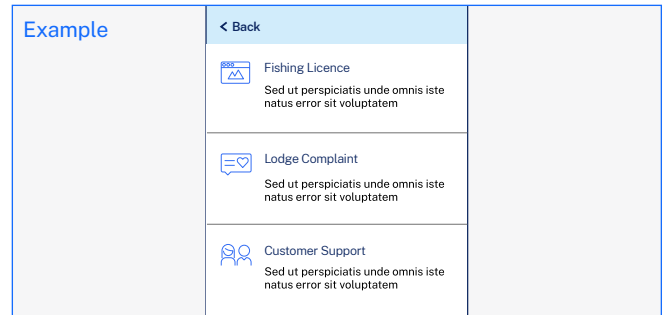 Example
Back
Fishing Licence
Sed ut perspiciatis unde omnis iste
natus error sit voluptatem
Lodge Complaint
Sed ut perspiciatis unde omnis iste
natus error sit voluptatem
Customer Support
Sed ut perspiciatis unde omnis iste
natus error sit voluptatem